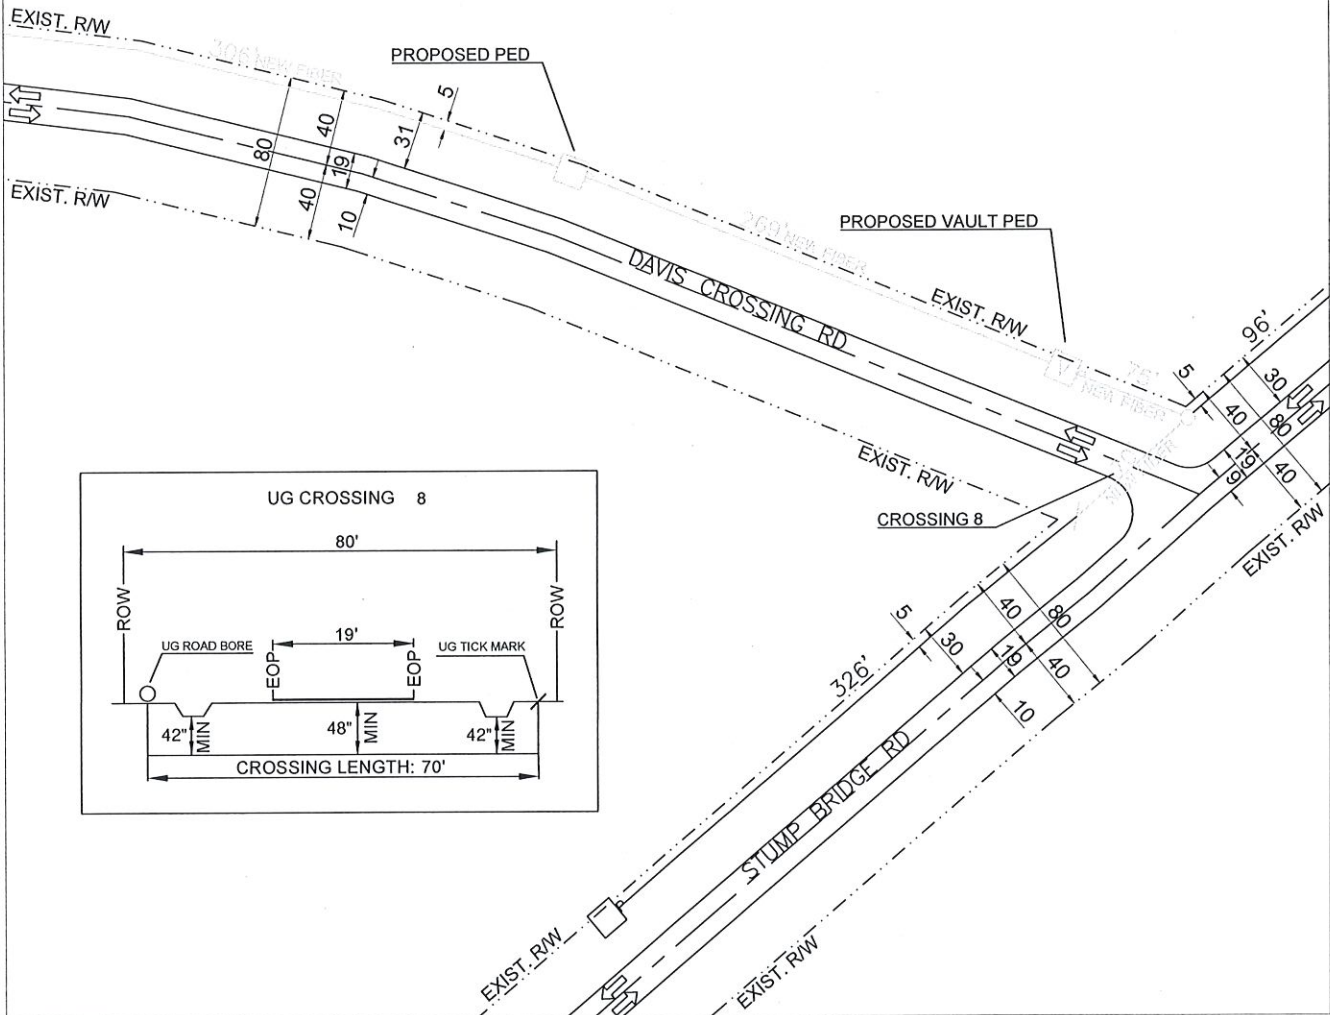 EXIST. R/W
306' NEW FIBER
PROPOSED PED
5
40
31
80
19
40
10
EXIST. R/W
269' NEW FIBER
PROPOSED VAULT PED
DAVIS CROSSING RD
EXIST. R/W
96'
75'
NEW FIBER
V
5
30
40
80
19
40
9
EXIST. R/W
EXIST. R/W
CROSSING 8
5
30
40
80
19
40
10
326'
STUMP BRIDGE RD
P
EXIST. R/W
EXIST. R/W
UG CROSSING 8
80'
ROW
ROW
19'
UG ROAD BORE
EOP
EOP
UG TICK MARK
42"
MIN
48"
MIN
42"
MIN
CROSSING LENGTH: 70'